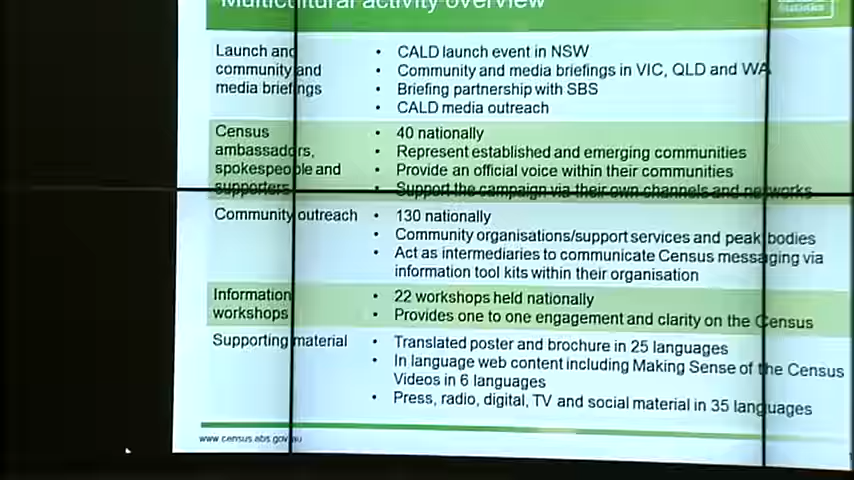 Multicultural activity overview
Statistics
Launch and
community and
media briefings
• CALD launch event in NSW
• Community and media briefings in VIC, QLD and WA
• Briefing partnership with SBS
• CALD media outreach
Census
ambassadors,
spokespeople and
supporters
• 40 nationally
• Represent established and emerging communities
• Provide an official voice within their communities
• Support the campaign via their own channels and networks
Community outreach
• 130 nationally
• Community organisations/support services and peak bodies
• Act as intermediaries to communicate Census messaging via
information tool kits within their organisation
Information
workshops
• 22 workshops held nationally
• Provides one to one engagement and clarity on the Census
Supporting material
• Translated poster and brochure in 25 languages
• In language web content including Making Sense of the Census
Videos in 6 languages
• Press, radio, digital, TV and social material in 35 languages
www.census.abs.gov.au